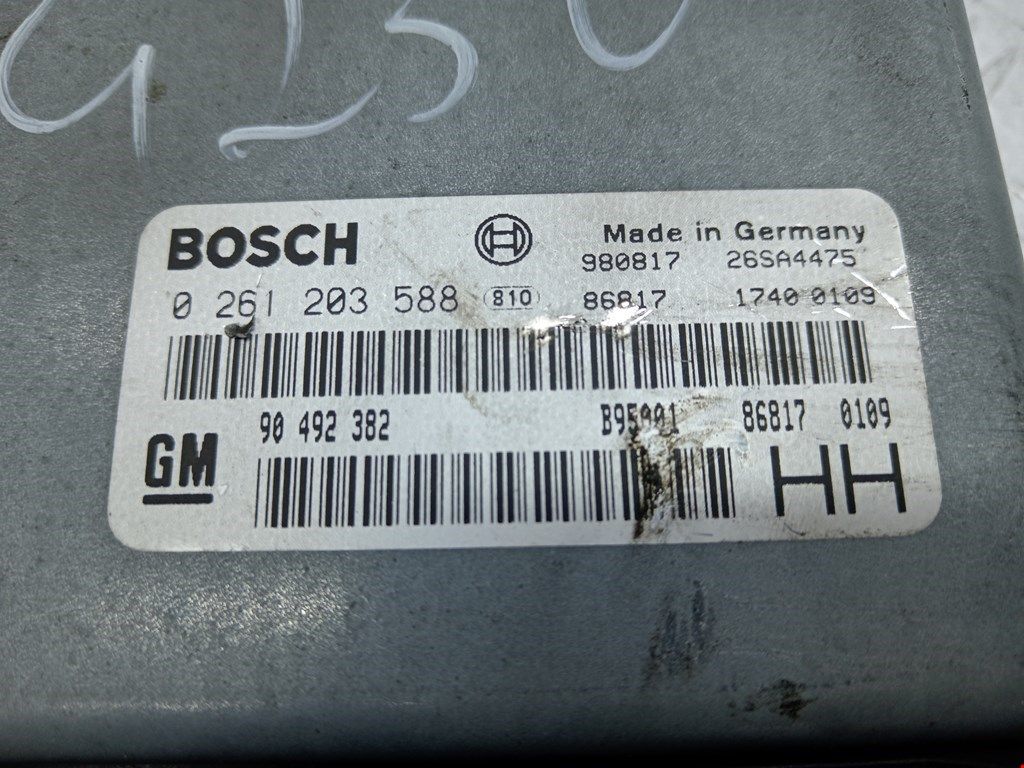 BOSCH Made in Germany
980817 26SA4475
0 261 203 588 810 86817 1740 0109
90 492 382 86817 0109
GM HH